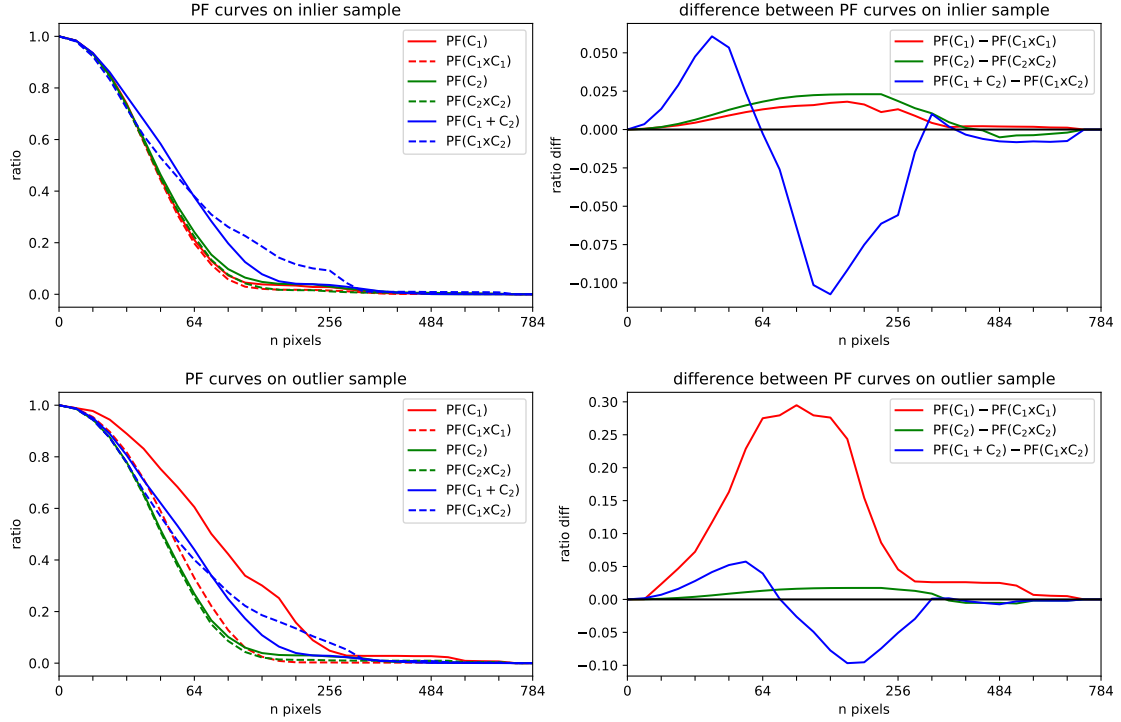 PF curves on inlier sample
1.0
0.8
0.6
0.4
0.2
0.0
ratio
PF(C₁)
PF(C₁xC₁)
PF(C₂)
PF(C₂xC₂)
PF(C₁ + C₂)
PF(C₁xC₂)
0 64 256 484 784
n pixels
difference between PF curves on inlier sample
0.050
0.025
0.000
−0.025
−0.050
−0.075
−0.100
ratio diff
PF(C₁) − PF(C₁xC₁)
PF(C₂) − PF(C₂xC₂)
PF(C₁ + C₂) − PF(C₁xC₂)
0 64 256 484 784
n pixels
PF curves on outlier sample
1.0
0.8
0.6
0.4
0.2
0.0
ratio
PF(C₁)
PF(C₁xC₁)
PF(C₂)
PF(C₂xC₂)
PF(C₁ + C₂)
PF(C₁xC₂)
0 64 256 484 784
n pixels
difference between PF curves on outlier sample
0.30
0.25
0.20
0.15
0.10
0.05
0.00
−0.05
−0.10
ratio diff
PF(C₁) − PF(C₁xC₁)
PF(C₂) − PF(C₂xC₂)
PF(C₁ + C₂) − PF(C₁xC₂)
0 64 256 484 784
n pixels